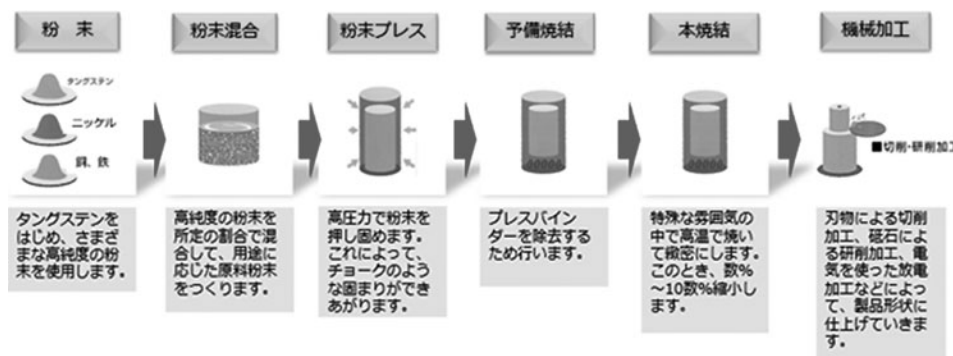 粉 末
粉末混合
粉末プレス
予備焼結
本焼結
機械加工
タングステン
ニッケル
銅、鉄
■切削・研削加工
タングステンを
はじめ、さまざ
まな高純度の粉
末を使用します。
高純度の粉末を
所定の割合で混
合して、用途に
応じた原料粉末
をつくります。
高圧力で粉末を
押し固めます。
これによって、
チョークのよう
な固まりができ
あがります。
プレスバイン
ダーを除去する
ため行います。
特殊な雰囲気の
中で高温で焼い
て緻密にします。
このとき、数%
～10数%縮小し
ます。
刃物による切削
加工、砥石によ
る研削加工、電
気を使った放電
加工などによっ
て、製品形状に
仕上げていきま
す。